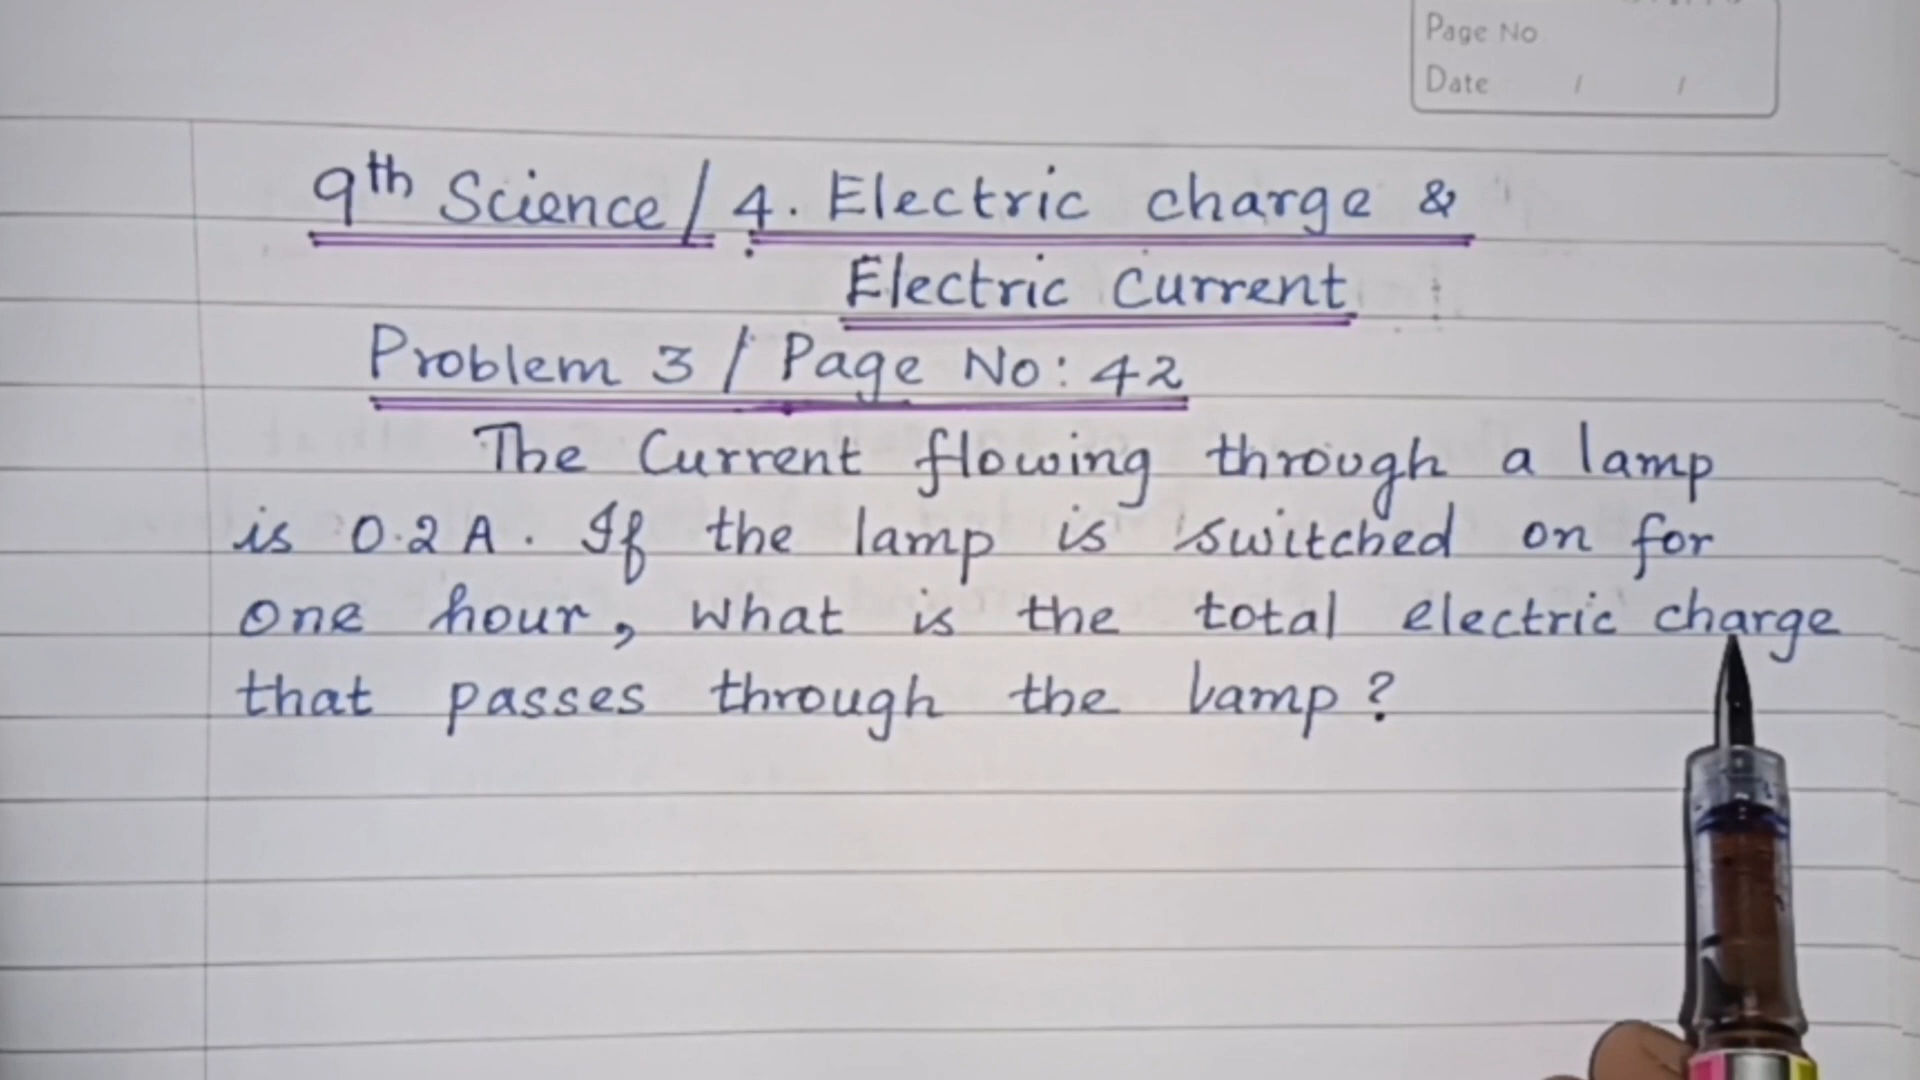 Page No
Date / /
9th Science / 4. Electric charge &
Electric Current
Problem 3 / Page No: 42
The Current flowing through a lamp
is 0.2 A. If the lamp is switched on for
one hour, what is the total electric charge
that passes through the lamp?